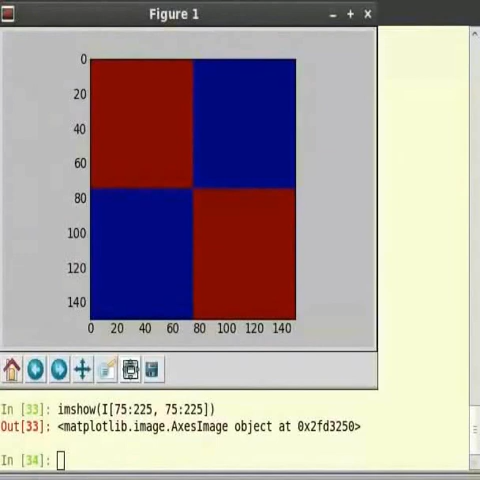 Figure 1
0
20
40
60
80
100
120
140
0 20 40 60 80 100 120 140
In [33]: imshow(I[75:225, 75:225])
Out[33]: <matplotlib.image.AxesImage object at 0x2fd3250>
In [34]: